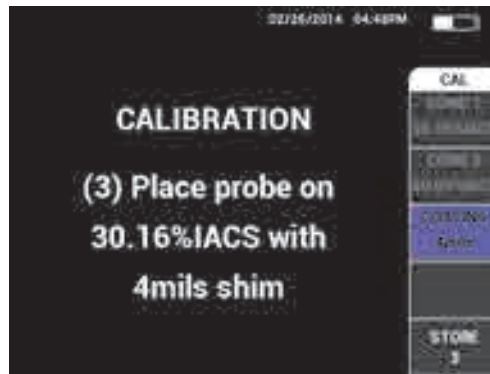 02/26/2014 04:48PM
CAL
CALIBRATION
(3) Place probe on
30.16%IACS with
4mils shim
COATING
4mils
STORE
3